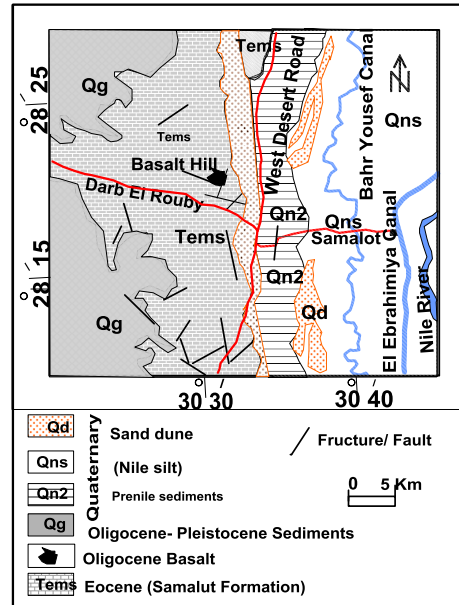 Tems
Qg
28° 25
West Desert Road
Bahr Yousef Canal
N
Qns
Tems
Basalt Hill
Darb El Rouby
Qn2
Qns
Samalot
Tems
El Ebrahimiya Canal
Nile River
28° 15
Qn2
Qg
Qd
30° 30'
30° 40'
Quaternary
Qd Sand dune
Fructure/ Fault
Qns (Nile silt)
Qn2 Prenile sediments
0 5 Km
Qg Oligocene- Pleistocene Sediments
Oligocene Basalt
Tems Eocene (Samalut Formation)